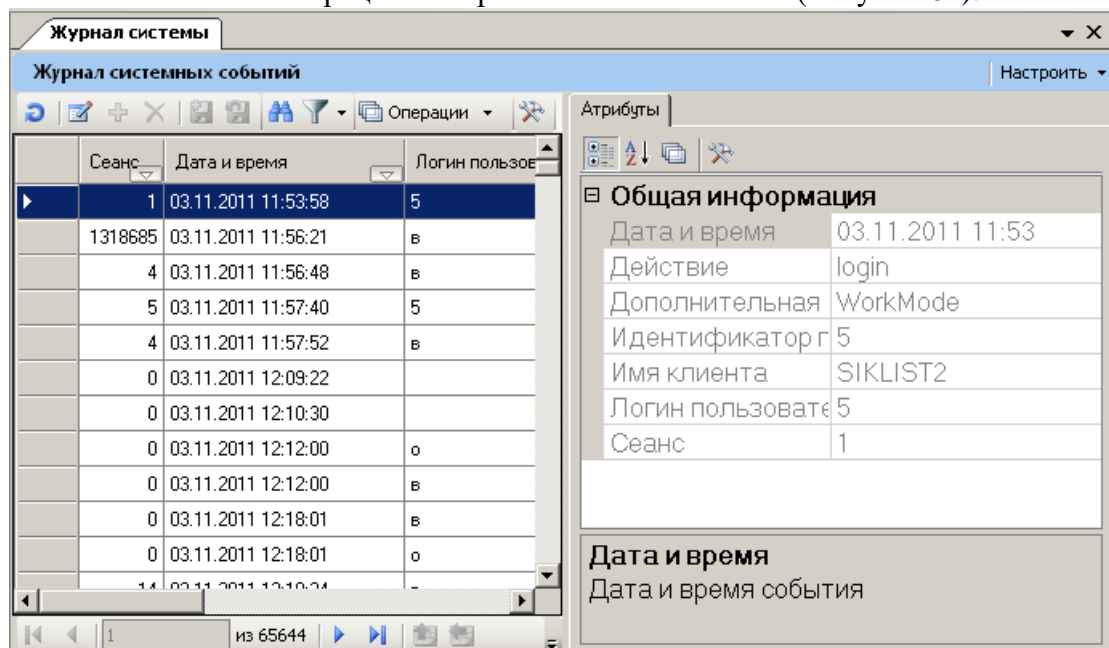 Журнал системы
Журнал системных событий
Настроить
Операции
Сеанс Дата и время Логин пользов
1 03.11.2011 11:53:58 5
1318685 03.11.2011 11:56:21 в
4 03.11.2011 11:56:48 в
5 03.11.2011 11:57:40 5
4 03.11.2011 11:57:52 в
0 03.11.2011 12:09:22
0 03.11.2011 12:10:30
0 03.11.2011 12:12:00 о
0 03.11.2011 12:12:00 в
0 03.11.2011 12:18:01 в
0 03.11.2011 12:18:01 о
1 из 65644
Атрибуты
Общая информация
Дата и время 03.11.2011 11:53
Действие login
Дополнительная WorkMode
Идентификатор п 5
Имя клиента SIKLIST2
Логин пользовате 5
Сеанс 1
Дата и время
Дата и время события